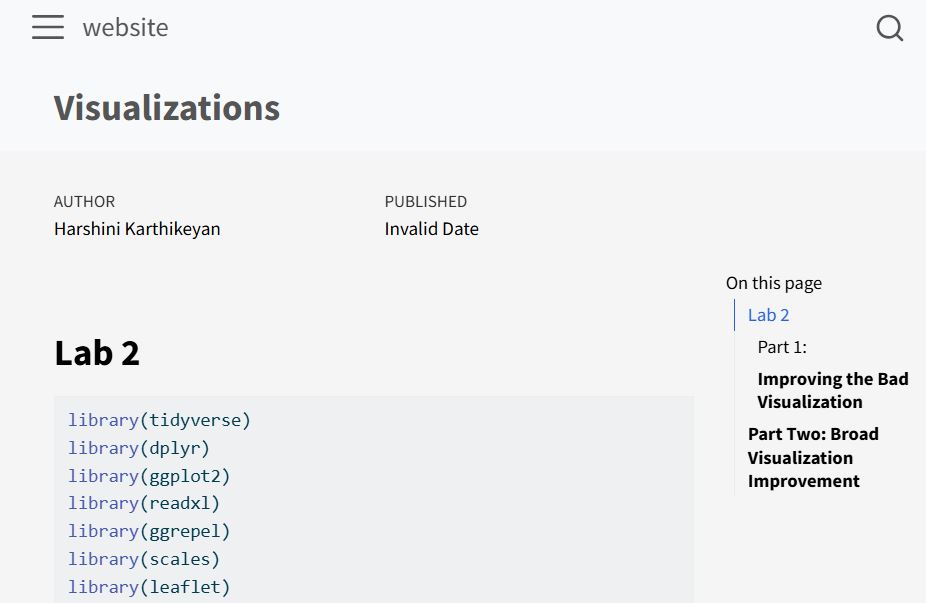 website
Visualizations
AUTHOR
PUBLISHED
Harshini Karthikeyan
Invalid Date
On this page
Lab 2
Part 1:
Improving the Bad
Visualization
Part Two: Broad
Visualization
Improvement
Lab 2
library(tidyverse)
library(dplyr)
library(ggplot2)
library(readxl)
library(ggrepel)
library(scales)
library(leaflet)